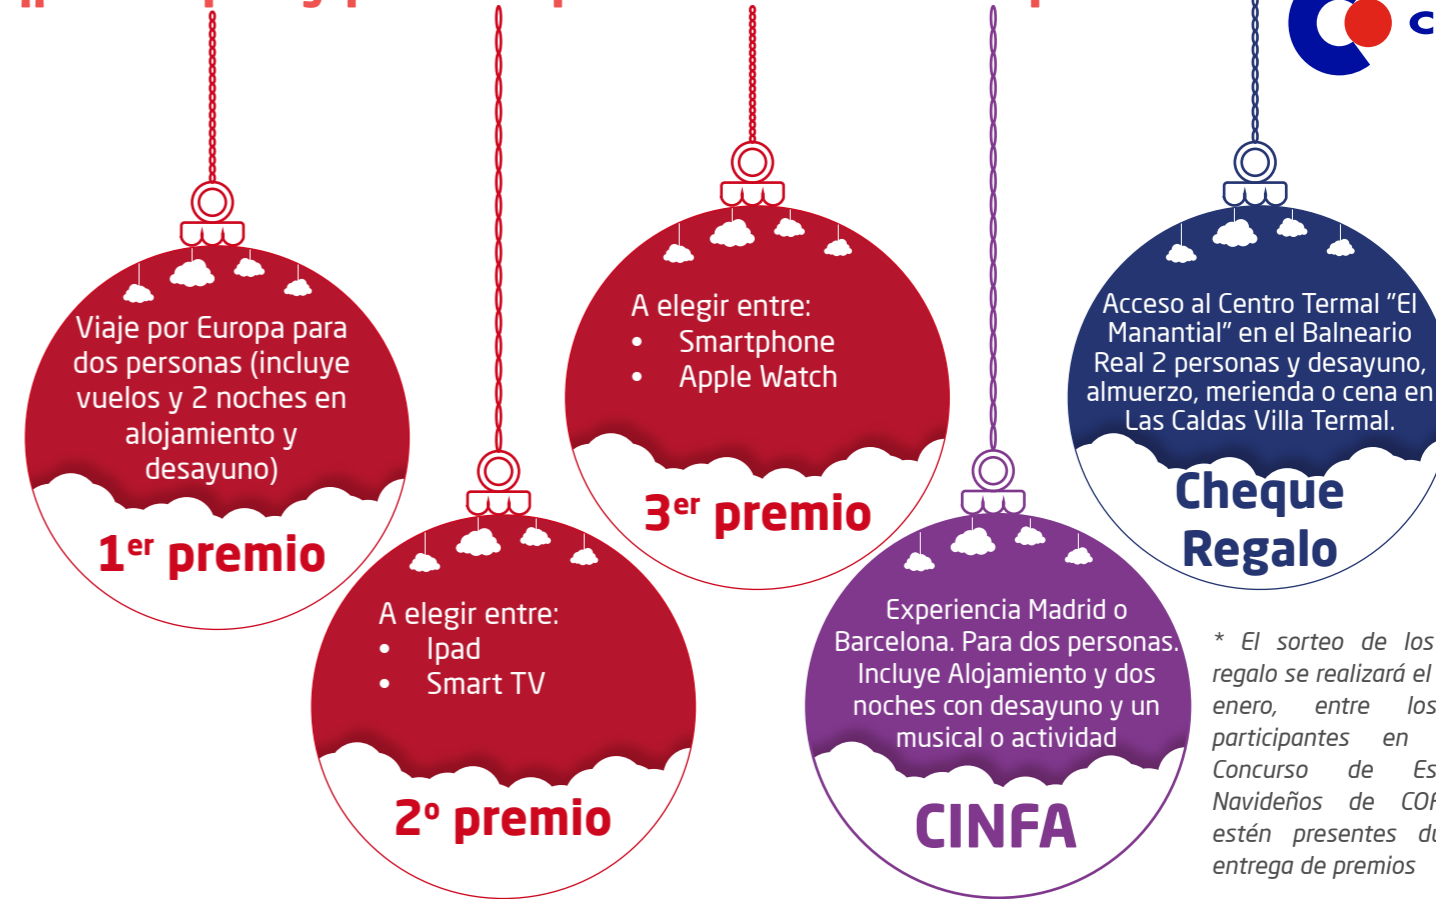 Viaje por Europa para
dos personas (incluye
vuelos y 2 noches en
alojamiento y
desayuno)
1er premio
A elegir entre:
• Ipad
• Smart TV
2º premio
A elegir entre:
• Smartphone
• Apple Watch
3er premio
Experiencia Madrid o
Barcelona. Para dos personas.
Incluye Alojamiento y dos
noches con desayuno y un
musical o actividad
CINFA
Acceso al Centro Termal "El
Manantial" en el Balneario
Real 2 personas y desayuno,
almuerzo, merienda o cena en
Las Caldas Villa Termal.
Cheque
Regalo
* El sorteo de los
regalo se realizará el
enero, entre los
participantes en
Concurso de
Navideños de
estén presentes
entrega de premios